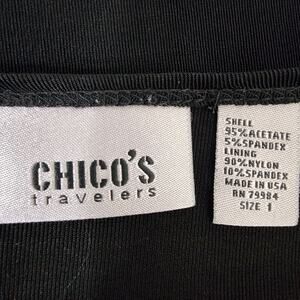 CHICO'S
travelers
SHELL
95% ACETATE
5% SPANDEX
LINING
90% NYLON
10% SPANDEX
MADE IN USA
RN 79984
SIZE 1